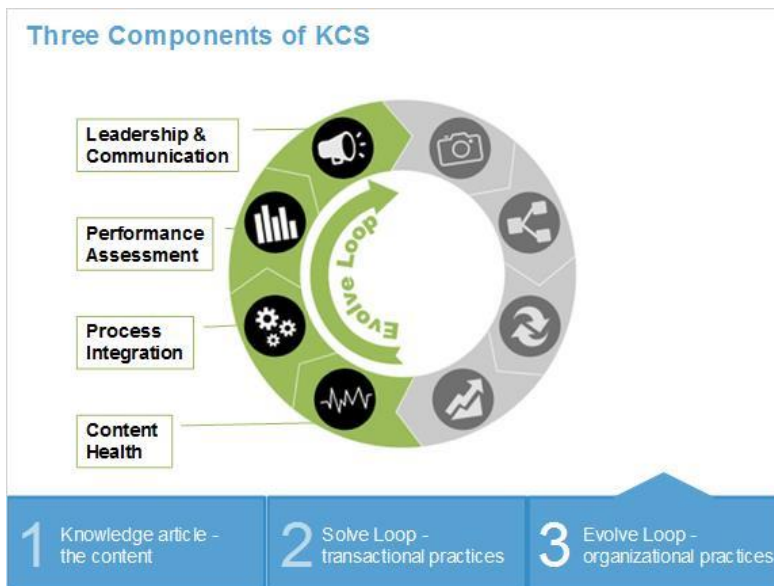 Three Components of KCS
Leadership &
Communication
Performance
Assessment
Process
Integration
Content
Health
Evolve Loop
1 Knowledge article -
the content
2 Solve Loop -
transactional practices
3 Evolve Loop -
organizational practices